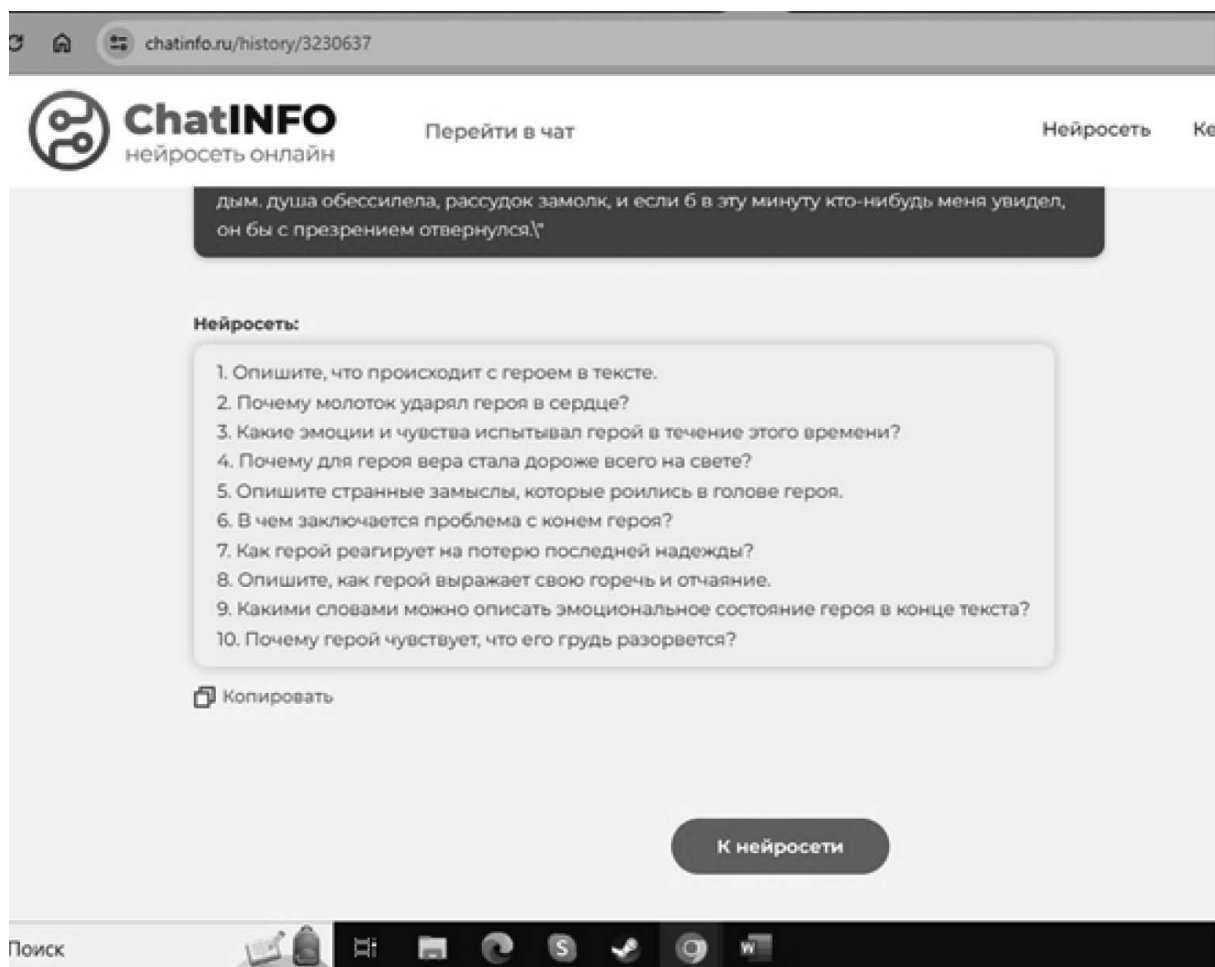 chatinfo.ru/history/3230637
ChatINFO
нейросеть онлайн
Перейти в чат
Нейросеть
Ке
дым. душа обессилела, рассудок замолк, и если б в эту минуту кто-нибудь меня увидел,
он бы с презрением отвернулся.\"
Нейросеть:
1. Опишите, что происходит с героем в тексте.
2. Почему молоток ударял героя в сердце?
3. Какие эмоции и чувства испытывал герой в течение этого времени?
4. Почему для героя вера стала дороже всего на свете?
5. Опишите странные замыслы, которые роились в голове героя.
6. В чем заключается проблема с конем героя?
7. Как герой реагирует на потерю последней надежды?
8. Опишите, как герой выражает свою горечь и отчаяние.
9. Какими словами можно описать эмоциональное состояние героя в конце текста?
10. Почему герой чувствует, что его грудь разорвется?
Копировать
К нейросети
Поиск